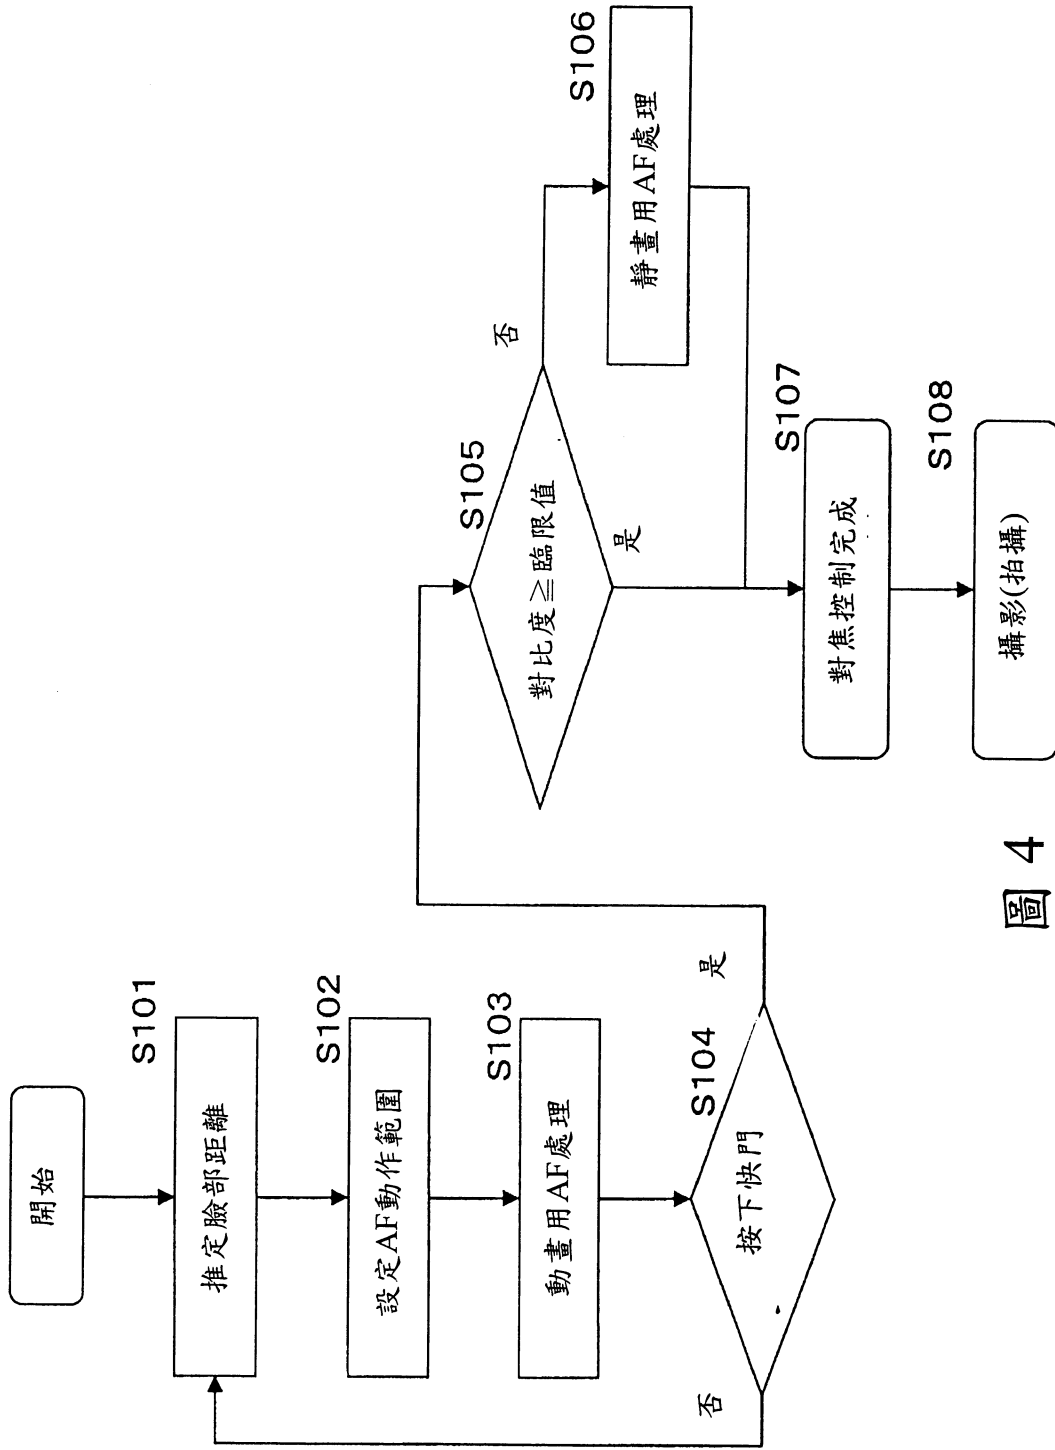 開始
S101
推定臉部距離
S102
設定AF動作範圍
S103
動畫用AF處理
S104
按下快門
否
是
S105
對比度≧臨限值
否
是
S106
靜畫用AF處理
S107
對焦控制完成
S108
攝影(拍攝)
圖 4